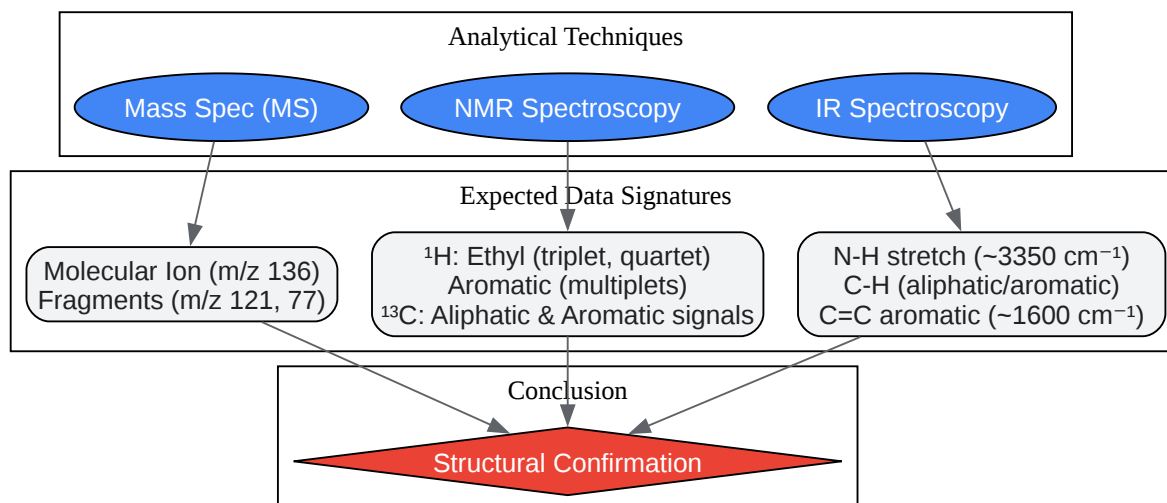 Analytical Techniques
Mass Spec (MS)
NMR Spectroscopy
IR Spectroscopy
Expected Data Signatures
Molecular Ion (m/z 136)
Fragments (m/z 121, 77)
¹H: Ethyl (triplet, quartet)
Aromatic (multiplets)
¹³C: Aliphatic & Aromatic signals
N-H stretch (~3350 cm⁻¹)
C-H (aliphatic/aromatic)
C=C aromatic (~1600 cm⁻¹)
Conclusion
Structural Confirmation